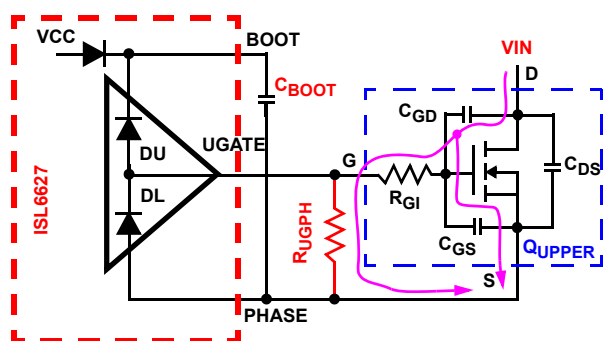 VCC
BOOT
VIN
D
CBOOT
CGD
UGATE
DU
G
CDS
DL
RGI
ISL6627
RUGPH
CGS
QUPPER
S
PHASE